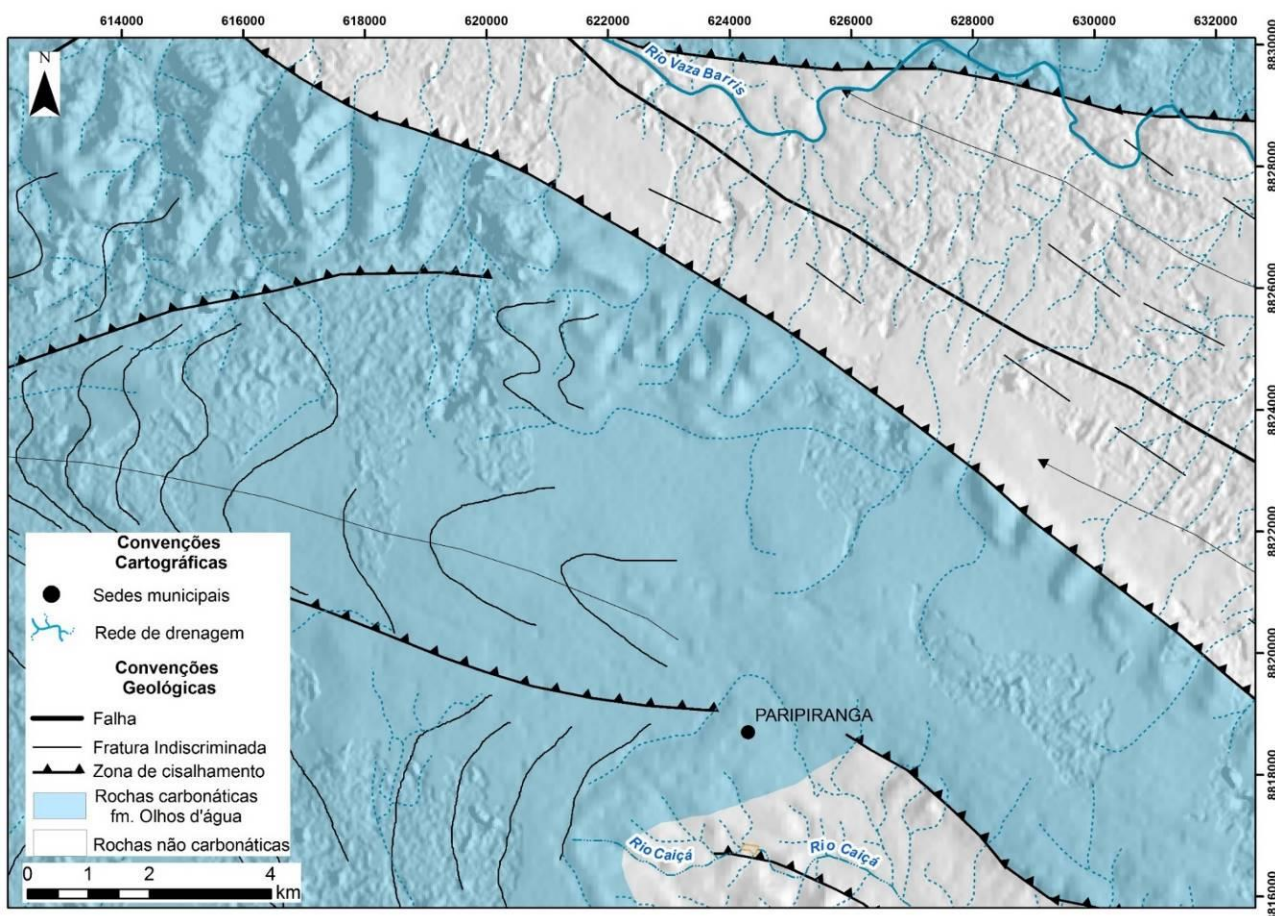 614000 616000 618000 620000 622000 624000 626000 628000 630000 632000
N
Rio Vaza Barris
8830000
8828000
8826000
8824000
8822000
8820000
8818000
8816000
PARIPIRANGA
Rio Caiçá
Rio Caiçá
Convenções
Cartográficas
Sedes municipais
Rede de drenagem
Convenções
Geológicas
Falha
Fratura Indiscriminada
Zona de cisalhamento
Rochas carbonáticas
fm. Olhos d'água
Rochas não carbonáticas
0 1 2 4
km